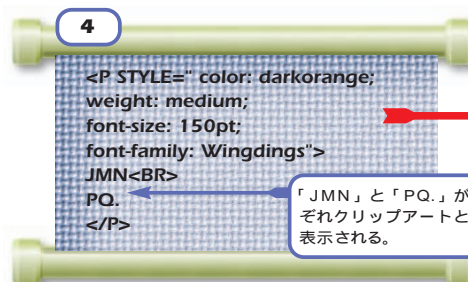 4
<P STYLE=" color: darkorange;
weight: medium;
font-size: 150pt;
font-family: Wingdings">
JMN<BR>
PQ.
</P>
「JMN」と「PQ.」が
ぞれクリップアートと
表示される。